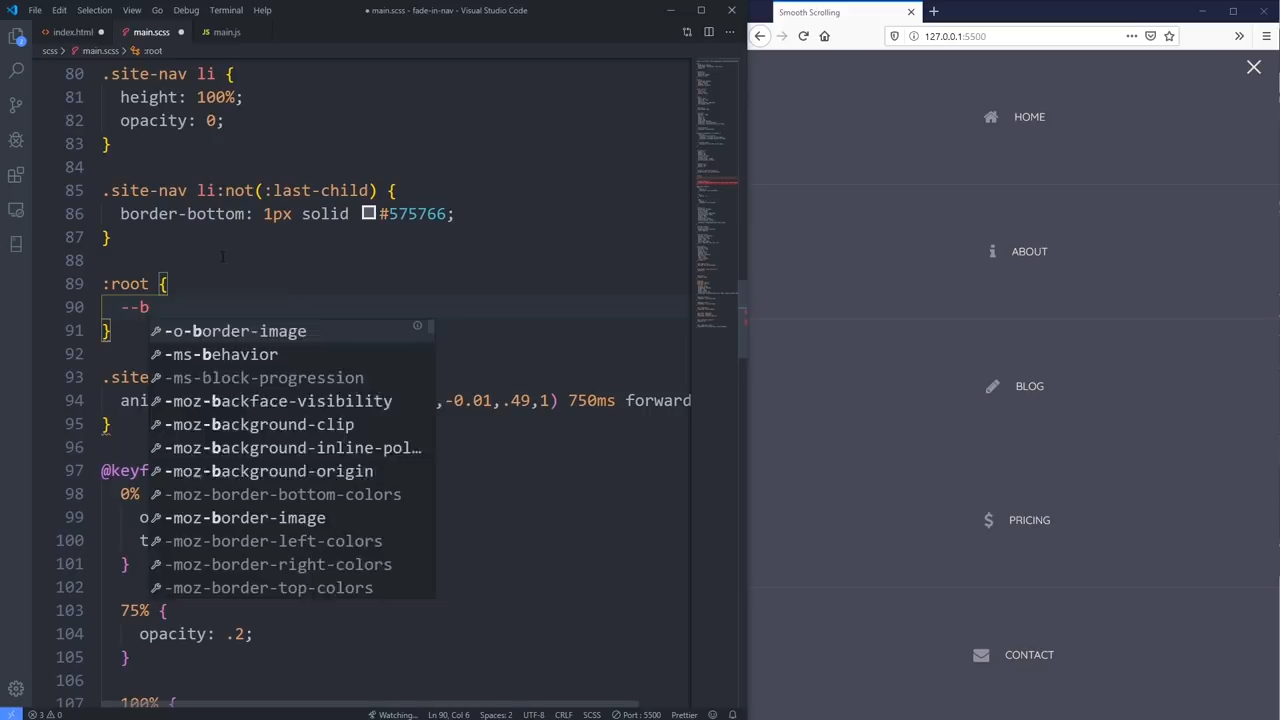 File Edit Selection View Go Debug Terminal Help
● main.scss - fade-in-nav - Visual Studio Code
index.html ● main.scss ● main.js
scss > main.scss > :root
80 .site-nav li {
81 height: 100%;
82 opacity: 0;
83 }
84
85 .site-nav li:not(:last-child) {
86 border-bottom: 1px solid #575766;
87 }
88
89 :root {
90 --b
91 }
92
93 .site
94 ani ,-0.01,.49,1) 750ms forward
95 }
96
97 @keyf
98 0%
99 o
100 t
101 }
102
103 75% {
104 opacity: .2;
105 }
106
107 100% {
-o-border-image
-ms-behavior
-ms-block-progression
-moz-backface-visibility
-moz-background-clip
-moz-background-inline-pol…
-moz-background-origin
-moz-border-bottom-colors
-moz-border-image
-moz-border-left-colors
-moz-border-right-colors
-moz-border-top-colors
3 0 Watching... Ln 90, Col 6 Spaces: 2 UTF-8 CRLF SCSS Port : 5500 Prettier
Smooth Scrolling
127.0.0.1:5500
HOME
ABOUT
BLOG
PRICING
CONTACT